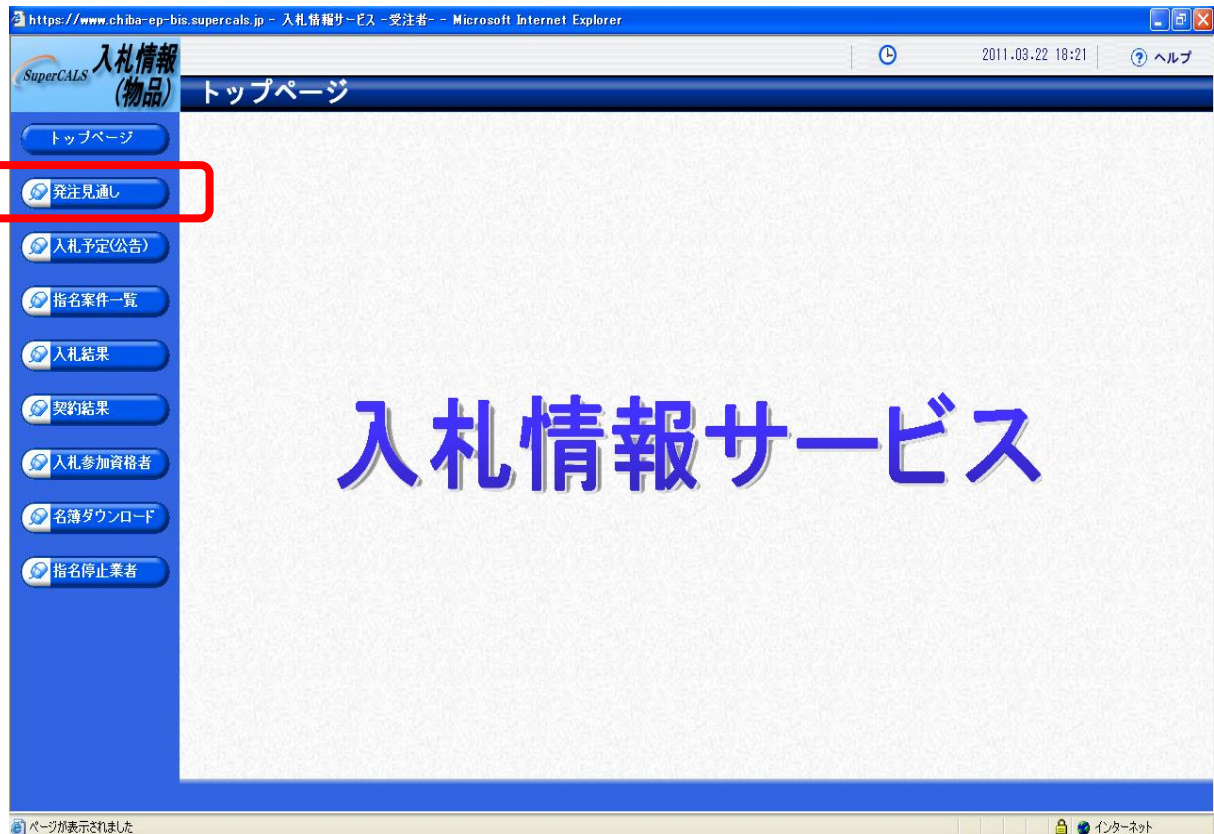 https://www.chiba-ep-bis.supercals.jp - 入札情報サービス -受注者- - Microsoft Internet Explorer
SuperCALS 入札情報
(物品)
2011.03.22 18:21
ヘルプ
トップページ
トップページ
発注見通し
入札予定(公告)
指名案件一覧
入札結果
契約結果
入札参加資格者
名簿ダウンロード
指名停止業者
入札情報サービス
ページが表示されました
インターネット